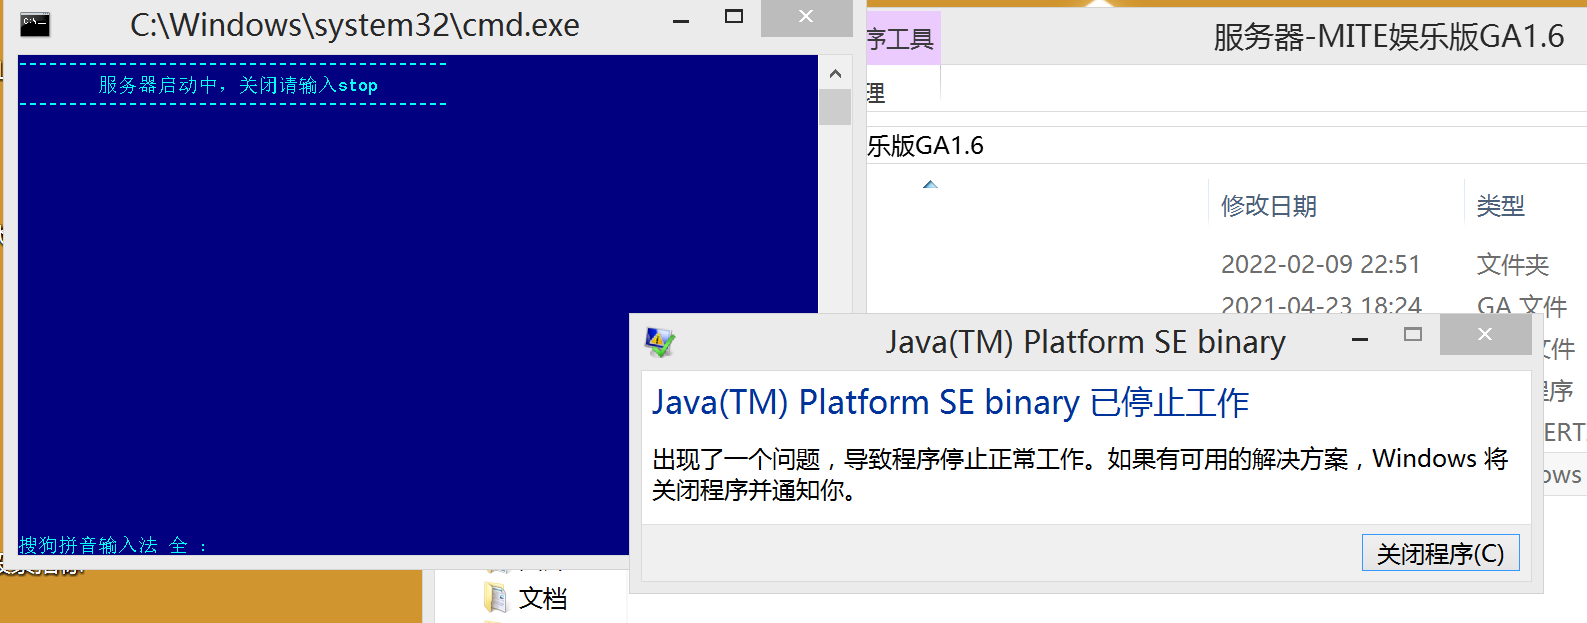 C:\Windows\system32\cmd.exe
服务器启动中，关闭请输入stop
搜狗拼音输入法 全 ：
序工具
服务器-MITE娱乐版GA1.6
理
乐版GA1.6
修改日期
类型
2022-02-09 22:51
文件夹
2021-04-23 18:24
GA 文件
文件
程序
ERT
ows
Java(TM) Platform SE binary
Java(TM) Platform SE binary 已停止工作
出现了一个问题，导致程序停止正常工作。如果有可用的解决方案，Windows 将
关闭程序并通知你。
关闭程序(C)
文档